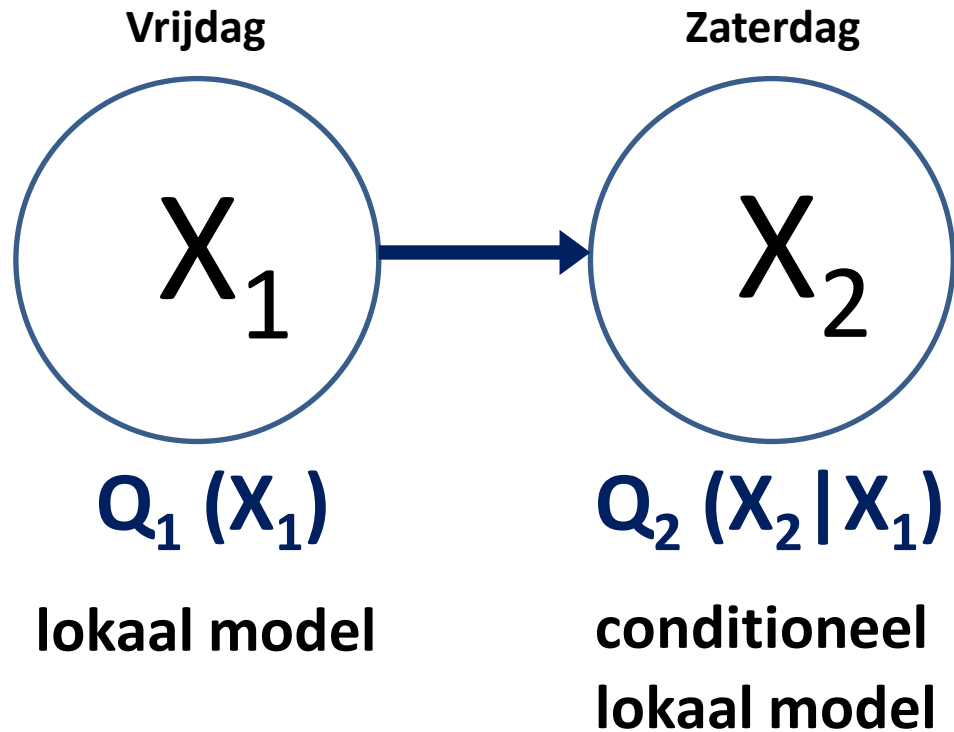 Vrijdag
Zaterdag
X₁
X₂
Q₁ (X₁)
Q₂ (X₂|X₁)
lokaal model
conditioneel
lokaal model